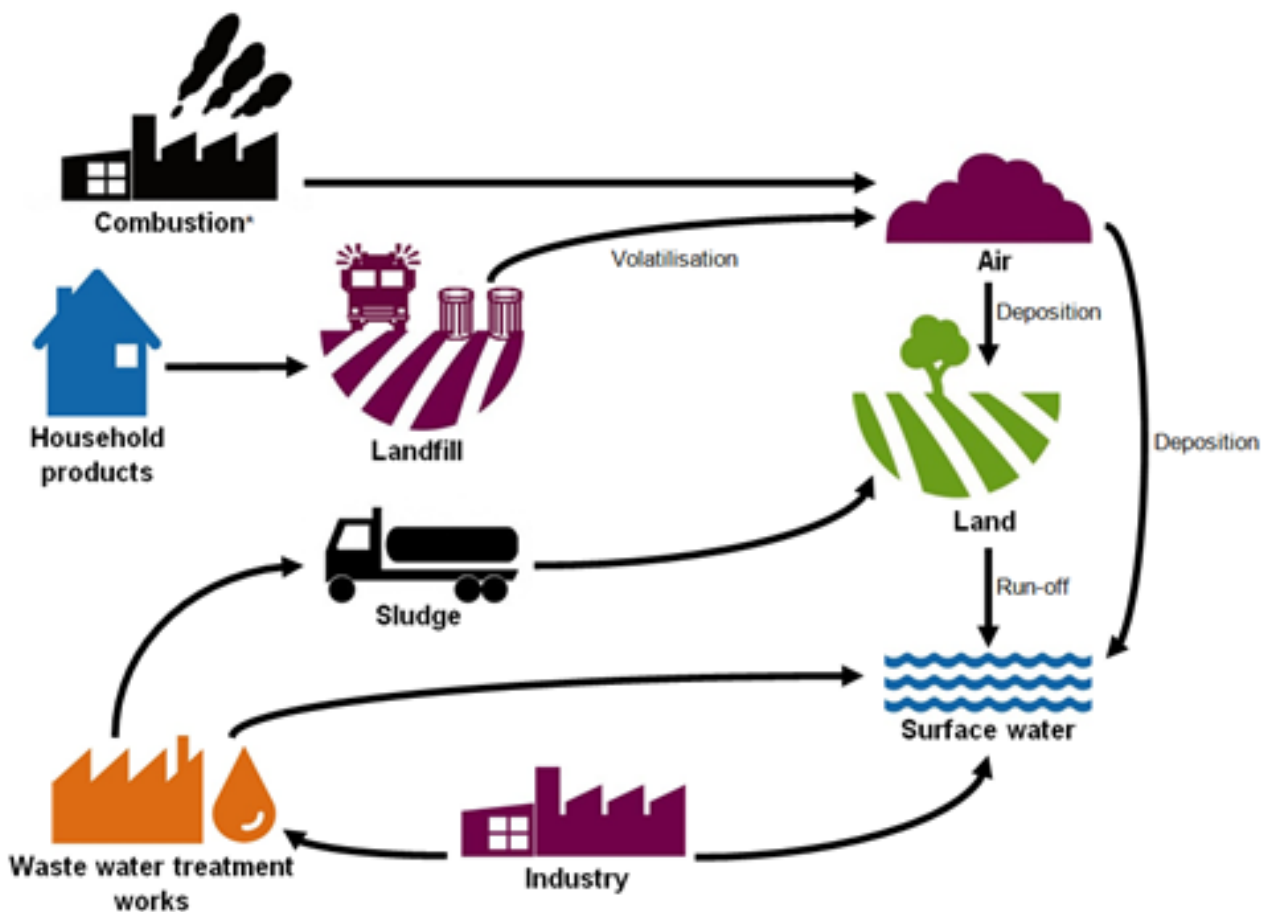 Combustion*
Air
Volatilisation
Deposition
Household
products
Landfill
Deposition
Land
Sludge
Run-off
Surface water
Waste water treatment
works
Industry